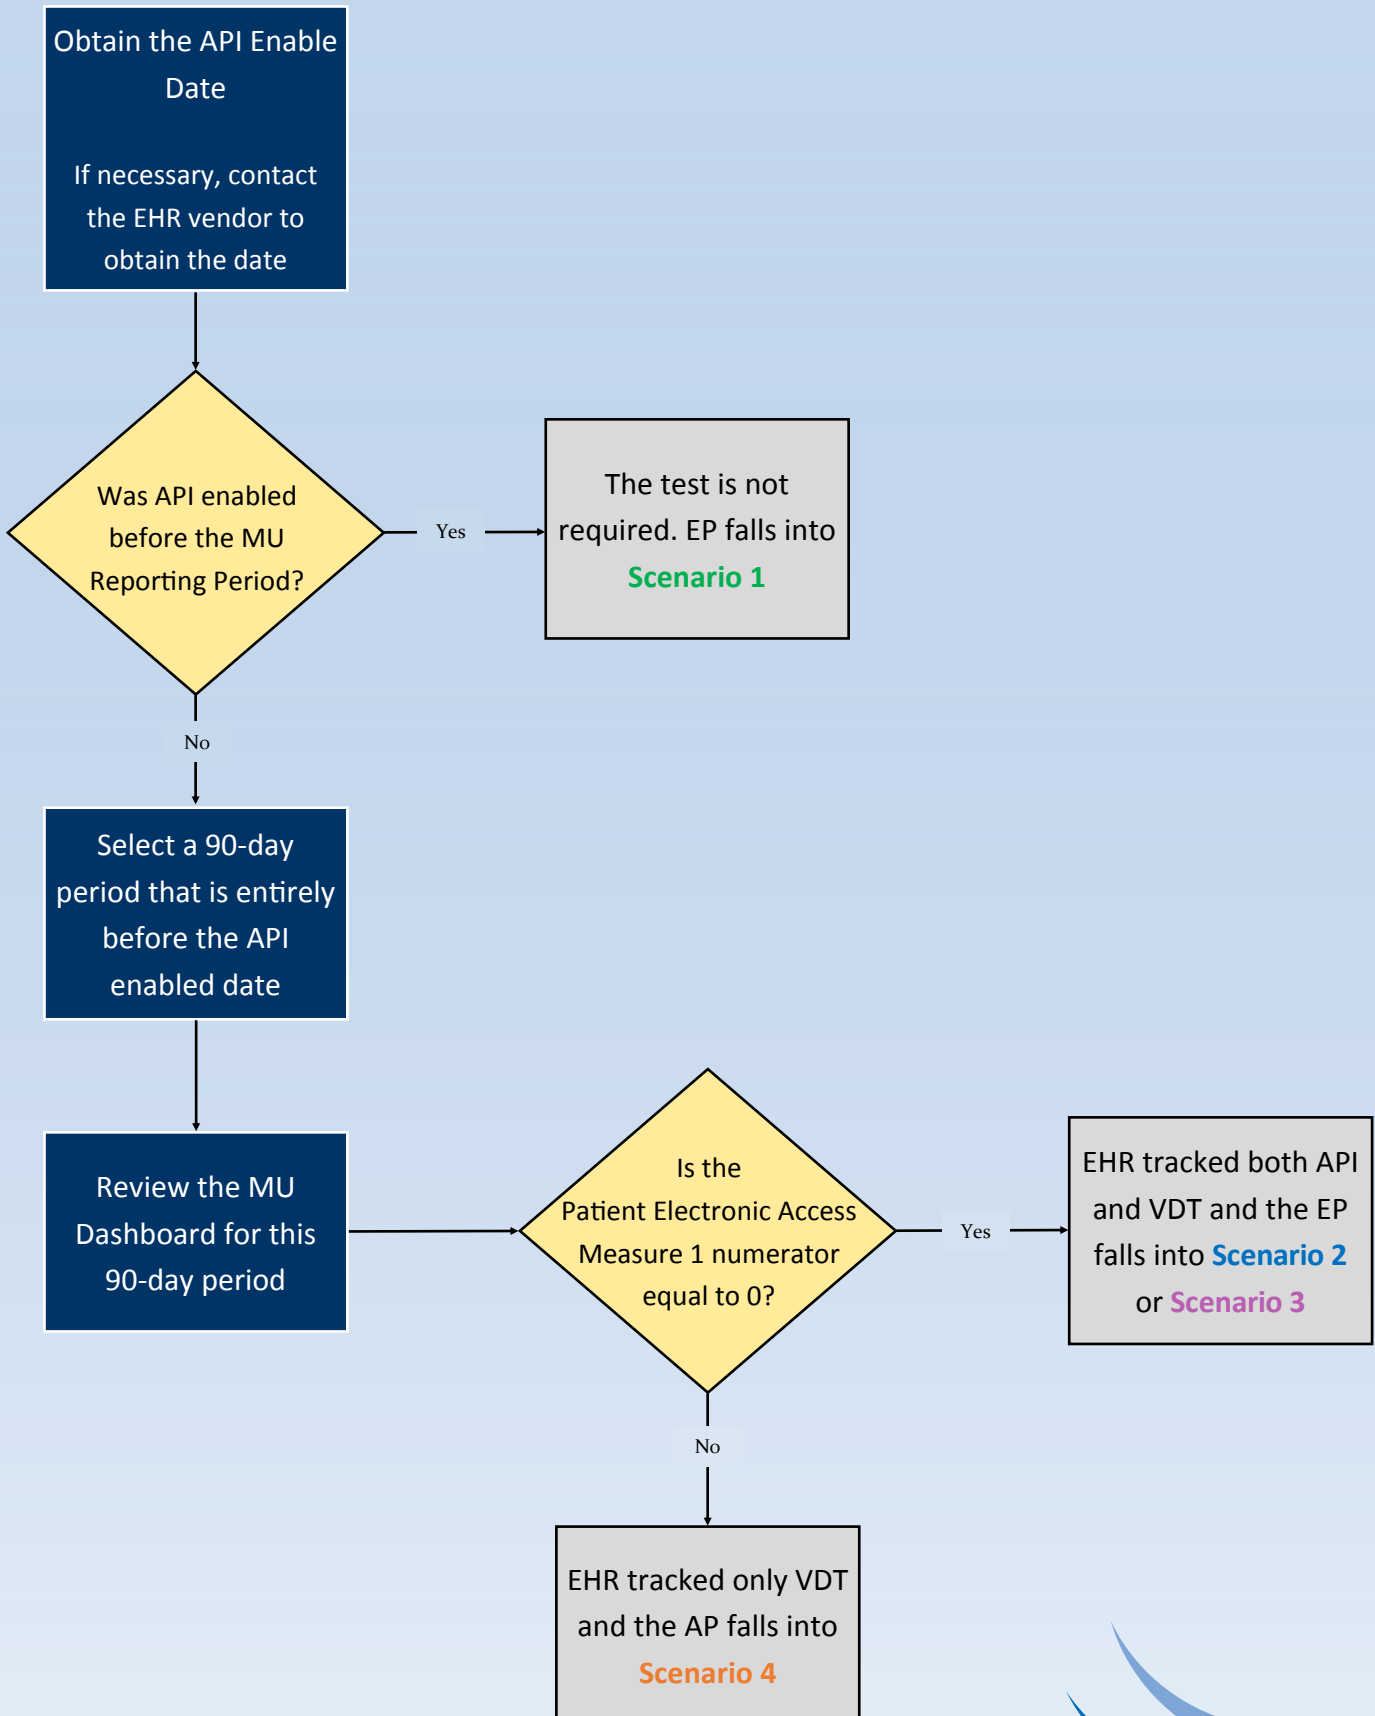 Obtain the API Enable
Date
If necessary, contact
the EHR vendor to
obtain the date
Was API enabled
before the MU
Reporting Period?
Yes
The test is not
required. EP falls into
Scenario 1
No
Select a 90-day
period that is entirely
before the API
enabled date
Review the MU
Dashboard for this
90-day period
Is the
Patient Electronic Access
Measure 1 numerator
equal to 0?
Yes
EHR tracked both API
and VDT and the EP
falls into Scenario 2
or Scenario 3
No
EHR tracked only VDT
and the AP falls into
Scenario 4